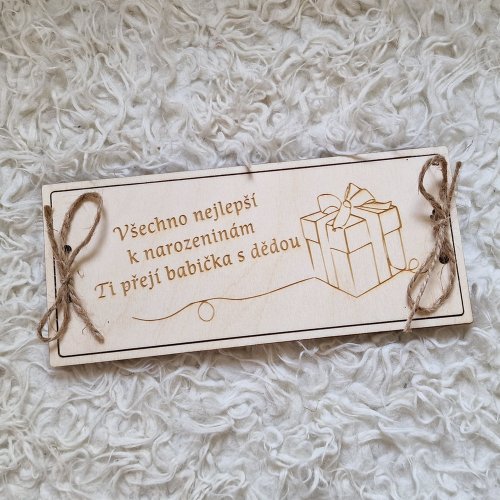 Všechno nejlepší
k narozeninám
Ti přejí babička s dědou